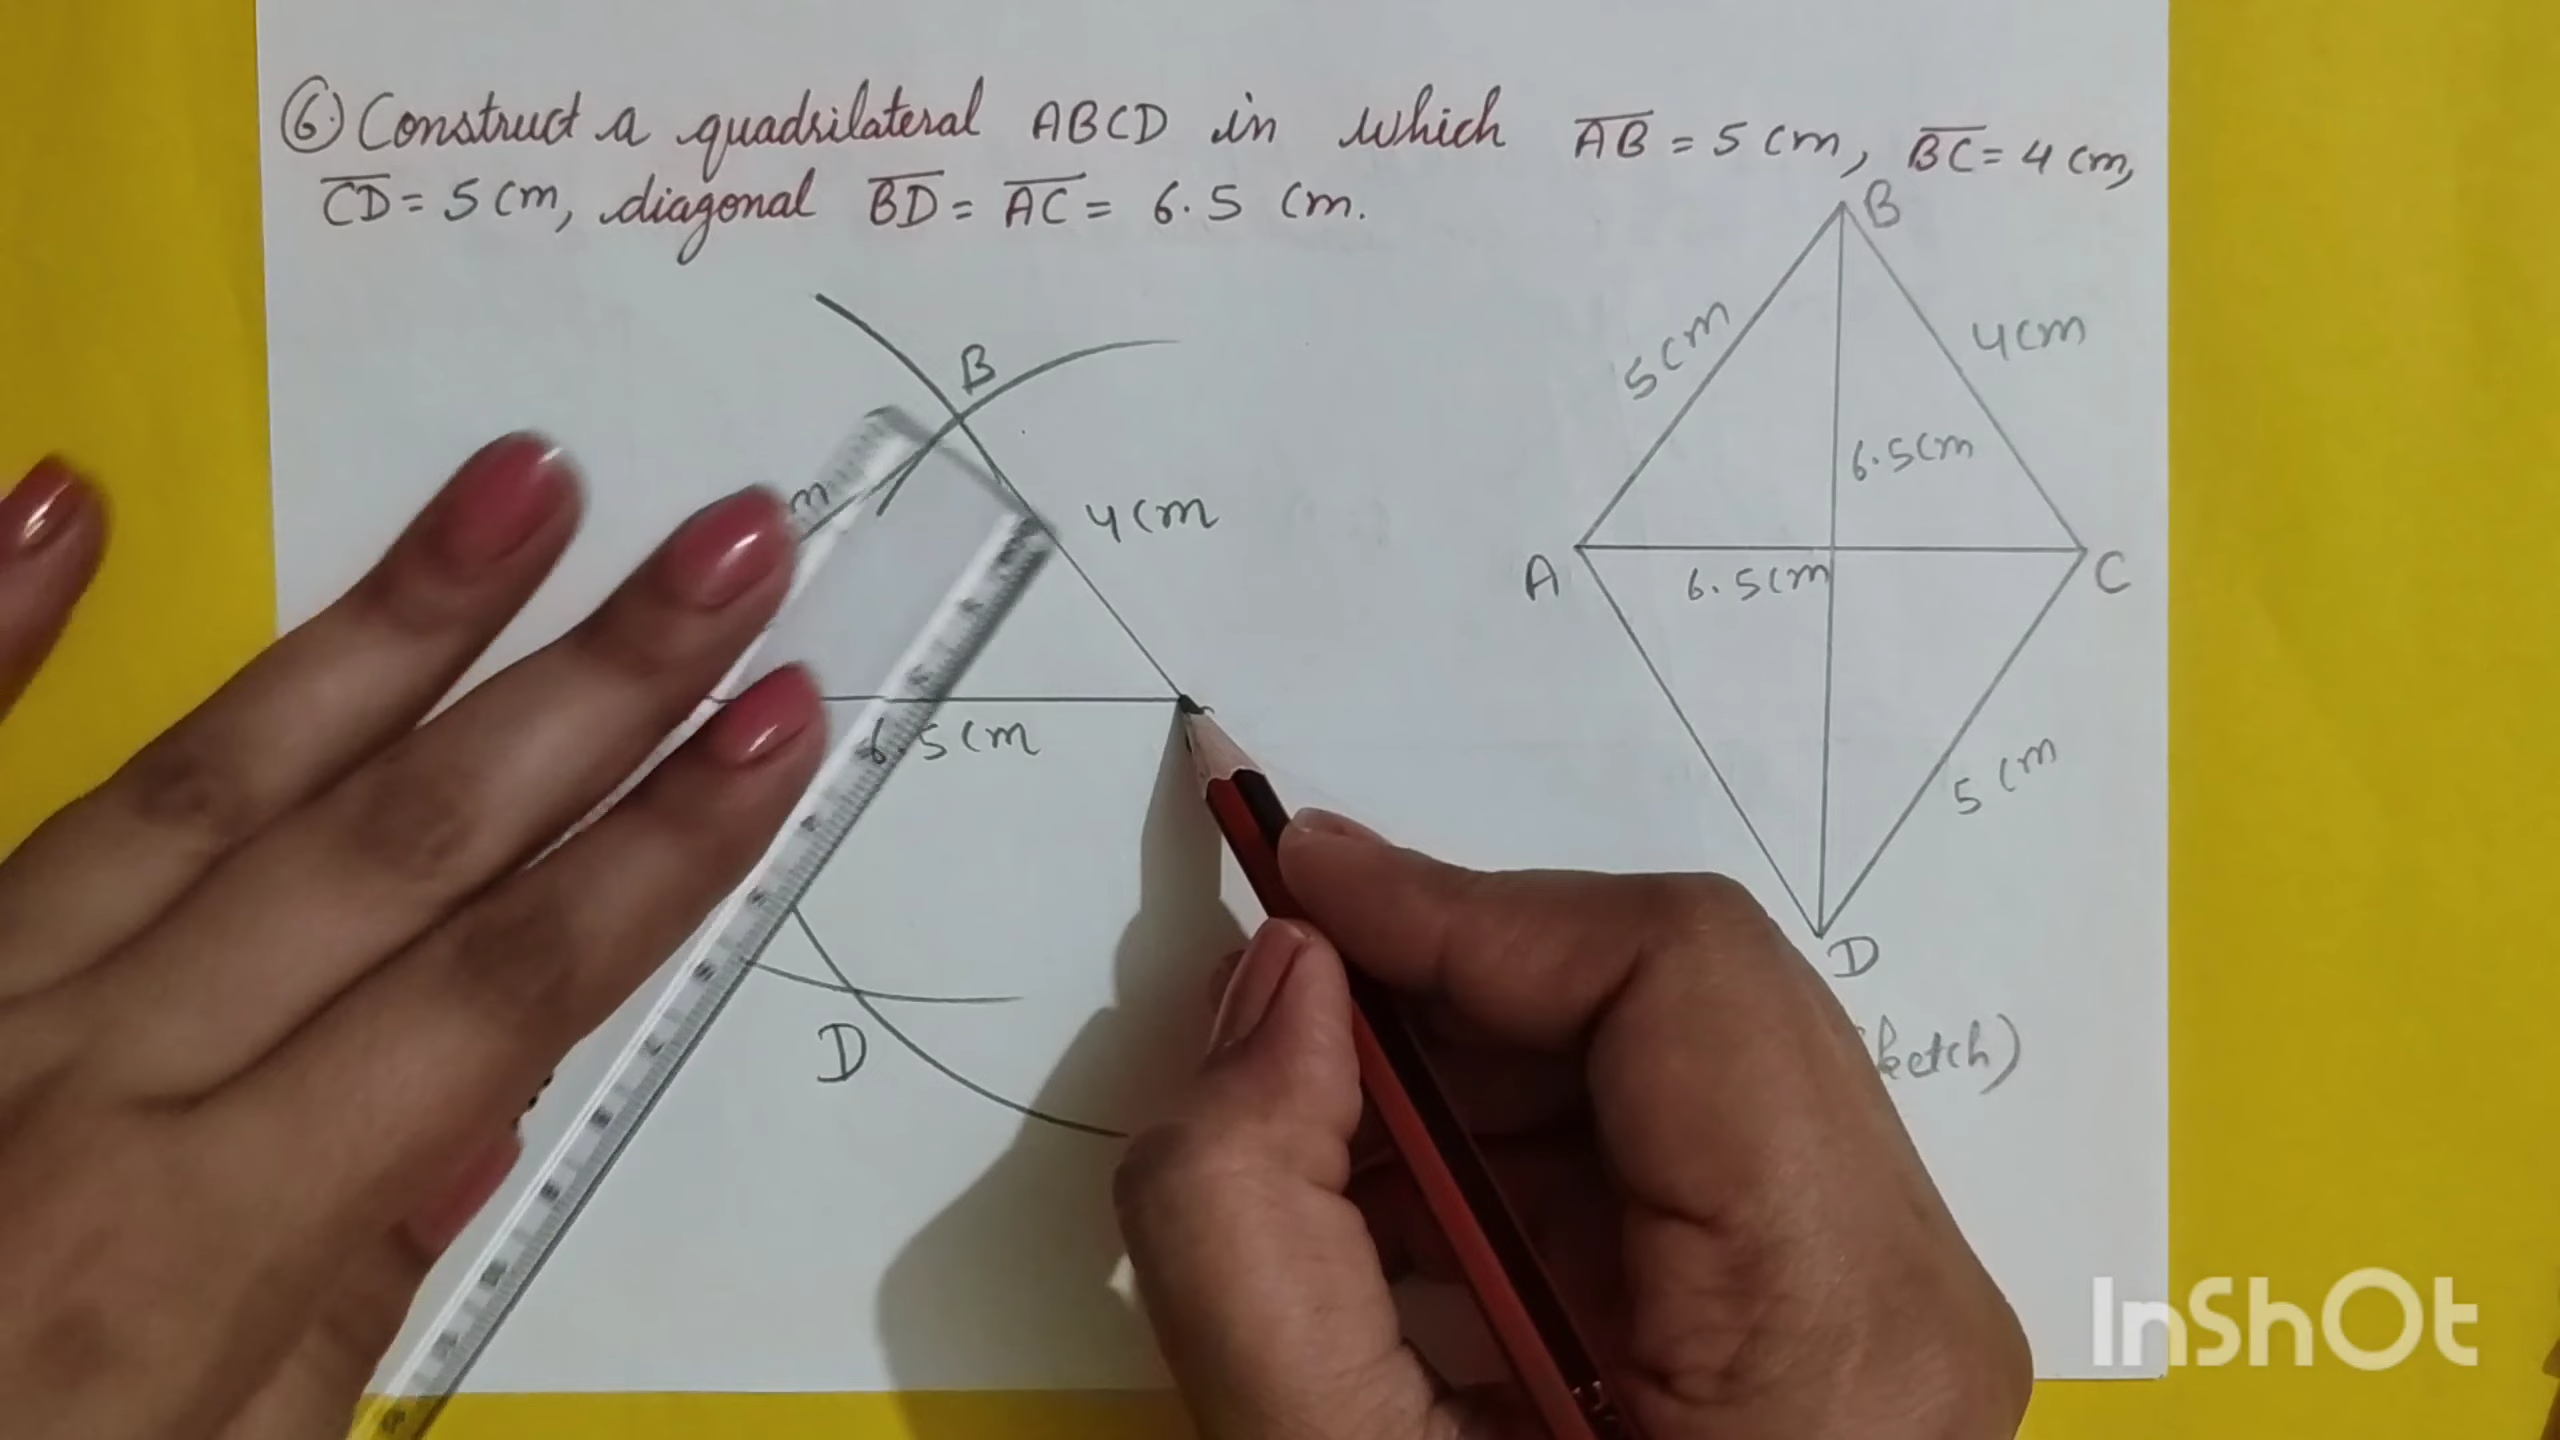 ⑥ Construct a quadrilateral ABCD in which AB = 5 cm, BC = 4 cm,
CD = 5 cm, diagonal BD = AC = 6.5 cm.
B
4 cm
6.5 cm
D
B
5 cm
4 cm
6.5 cm
A
6.5 cm
C
5 cm
D
InShOt